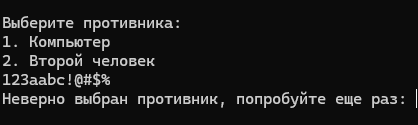 Выберите противника:
1. Компьютер
2. Второй человек
123aabc!@#$%
Неверно выбран противник, попробуйте еще раз: